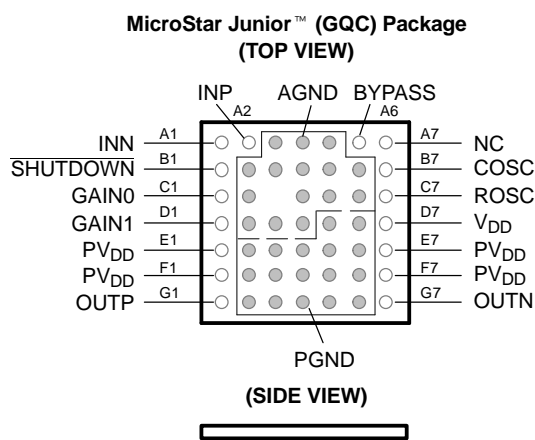 MicroStar Junior™ (GQC) Package
(TOP VIEW)
INP AGND BYPASS
A2 A6
INN A1 A7 NC
SHUTDOWN B1 B7 COSC
GAIN0 C1 C7 ROSC
GAIN1 D1 D7 VDD
PVDD E1 E7 PVDD
PVDD F1 F7 PVDD
OUTP G1 G7 OUTN
PGND
(SIDE VIEW)